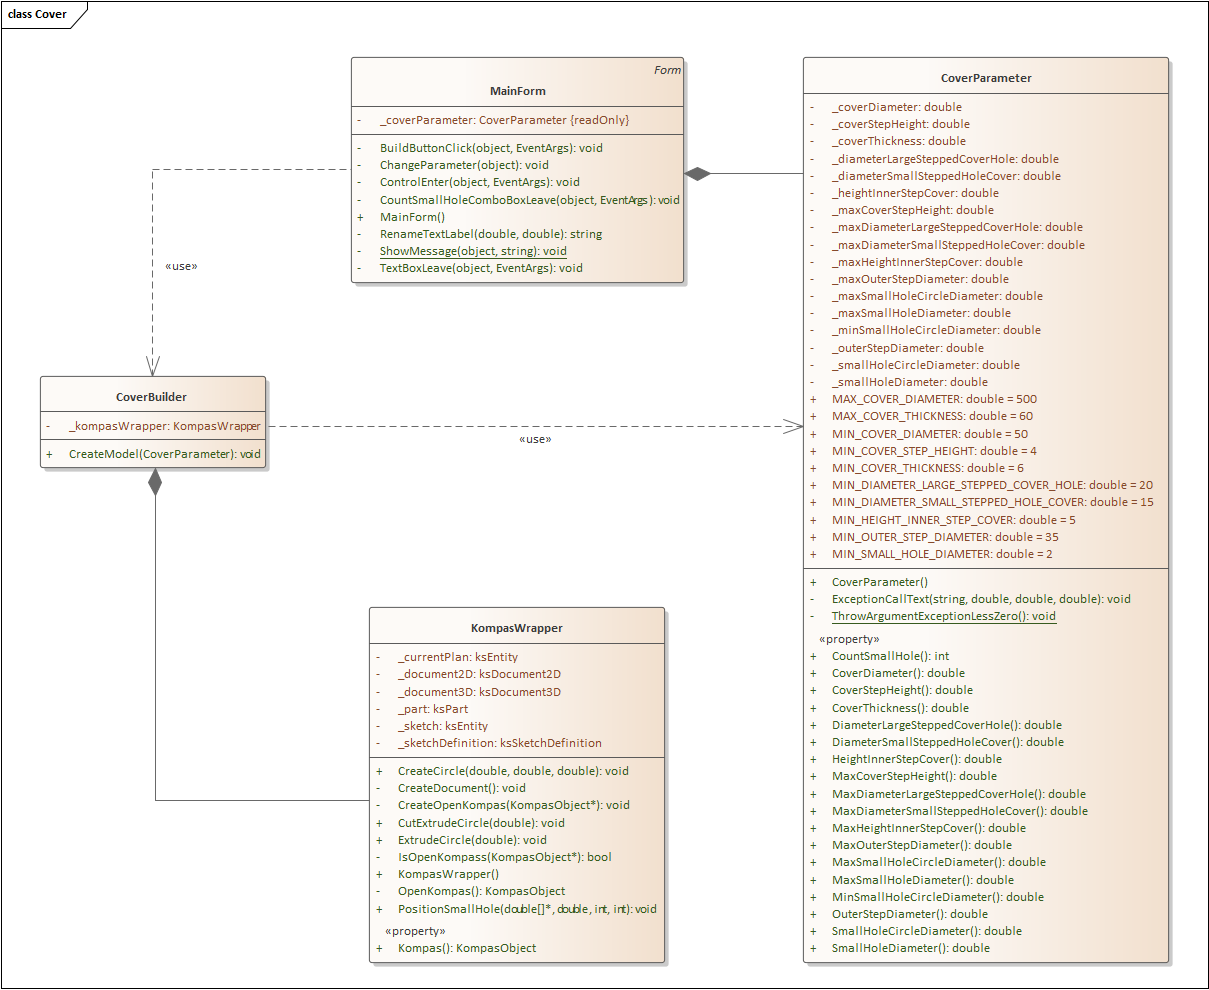 class Cover
Form
MainForm
- _coverParameter: CoverParameter {readOnly}
- BuildButtonClick(object, EventArgs): void
- ChangeParameter(object): void
- ControlEnter(object, EventArgs): void
- CountSmallHoleComboBoxLeave(object, EventArgs): void
+ MainForm()
- RenameTextLabel(double, double): string
- ShowMessage(object, string): void
- TextBoxLeave(object, EventArgs): void
CoverParameter
- _coverDiameter: double
- _coverStepHeight: double
- _coverThickness: double
- _diameterLargeSteppedCoverHole: double
- _diameterSmallSteppedHoleCover: double
- _heightInnerStepCover: double
- _maxCoverStepHeight: double
- _maxDiameterLargeSteppedCoverHole: double
- _maxDiameterSmallSteppedHoleCover: double
- _maxHeightInnerStepCover: double
- _maxOuterStepDiameter: double
- _maxSmallHoleCircleDiameter: double
- _maxSmallHoleDiameter: double
- _minSmallHoleCircleDiameter: double
- _outerStepDiameter: double
- _smallHoleCircleDiameter: double
- _smallHoleDiameter: double
+ MAX_COVER_DIAMETER: double = 500
+ MAX_COVER_THICKNESS: double = 60
+ MIN_COVER_DIAMETER: double = 50
+ MIN_COVER_STEP_HEIGHT: double = 4
+ MIN_COVER_THICKNESS: double = 6
+ MIN_DIAMETER_LARGE_STEPPED_COVER_HOLE: double = 20
+ MIN_DIAMETER_SMALL_STEPPED_HOLE_COVER: double = 15
+ MIN_HEIGHT_INNER_STEP_COVER: double = 5
+ MIN_OUTER_STEP_DIAMETER: double = 35
+ MIN_SMALL_HOLE_DIAMETER: double = 2
+ CoverParameter()
- ExceptionCallText(string, double, double, double): void
- ThrowArgumentExceptionLessZero(): void
«property»
+ CountSmallHole(): int
+ CoverDiameter(): double
+ CoverStepHeight(): double
+ CoverThickness(): double
+ DiameterLargeSteppedCoverHole(): double
+ DiameterSmallSteppedHoleCover(): double
+ HeightInnerStepCover(): double
+ MaxCoverStepHeight(): double
+ MaxDiameterLargeSteppedCoverHole(): double
+ MaxDiameterSmallSteppedHoleCover(): double
+ MaxHeightInnerStepCover(): double
+ MaxOuterStepDiameter(): double
+ MaxSmallHoleCircleDiameter(): double
+ MaxSmallHoleDiameter(): double
+ MinSmallHoleCircleDiameter(): double
+ OuterStepDiameter(): double
+ SmallHoleCircleDiameter(): double
+ SmallHoleDiameter(): double
«use»
CoverBuilder
- _kompasWrapper: KompasWrapper
+ CreateModel(CoverParameter): void
«use»
KompasWrapper
- _currentPlan: ksEntity
- _document2D: ksDocument2D
- _document3D: ksDocument3D
- _part: ksPart
- _sketch: ksEntity
- _sketchDefinition: ksSketchDefinition
+ CreateCircle(double, double, double): void
- CreateDocument(): void
- CreateOpenKompas(KompasObject*): void
+ CutExtrudeCircle(double): void
+ ExtrudeCircle(double): void
- IsOpenKompass(KompasObject*): bool
+ KompasWrapper()
- OpenKompas(): KompasObject
+ PositionSmallHole(double[]*, double, int, int): void
«property»
+ Kompas(): KompasObject